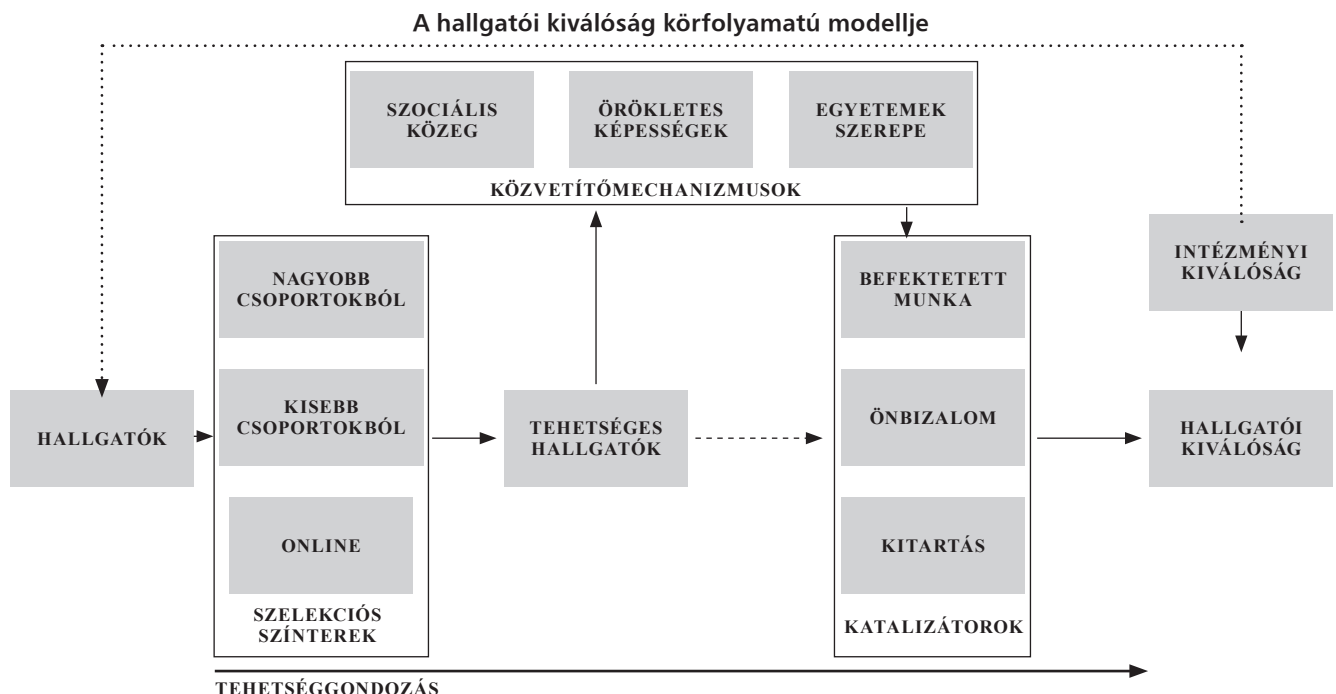 A hallgatói kiválóság körfolyamatú modellje
SZOCIÁLIS
KÖZEG
ÖRÖKLETES
KÉPESSÉGEK
EGYETEMEK
SZEREPE
KÖZVETÍTŐMECHANIZMUSOK
NAGYOBB
CSOPORTOKBÓL
KISEBB
CSOPORTOKBÓL
ONLINE
SZELEKCIÓS
SZÍNTEREK
HALLGATÓK
TEHETSÉGES
HALLGATÓK
BEFEKTETETT
MUNKA
ÖNBIZALOM
KITARTÁS
KATALIZÁTOROK
INTÉZMÉNYI
KIVÁLÓSÁG
HALLGATÓI
KIVÁLÓSÁG
TEHETSÉGGONDOZÁS